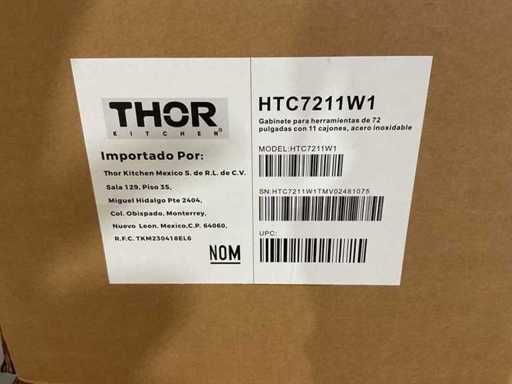 THOR
KITCHEN
Importado Por:
Thor Kitchen Mexico S. de R.L. de C.V.
Sala 129, Piso 35,
Miguel Hidalgo Pte 2404,
Col. Obispado, Monterrey,
Nuevo Leon. Mexico,C.P. 64060,
R.F.C. TKM230418EL6
NOM
HTC7211W1
Gabinete para herramientas de 72
pulgadas con 11 cajones, acero inoxidable
MODEL:HTC7211W1
SN:HTC7211W1TMV02481075
UPC: